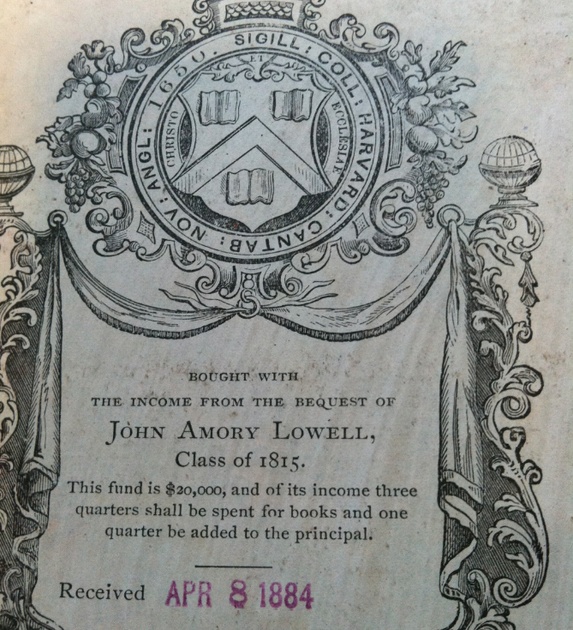 SIGILL: COLL: HARVARD: CANTAB: NOV: ANGL: 1650.
CHRISTO
ET
ECCLESIAE
BOUGHT WITH
THE INCOME FROM THE BEQUEST OF
JOHN AMORY LOWELL,
Class of 1815.
This fund is $20,000, and of its income three
quarters shall be spent for books and one
quarter be added to the principal.
Received APR 8 1884